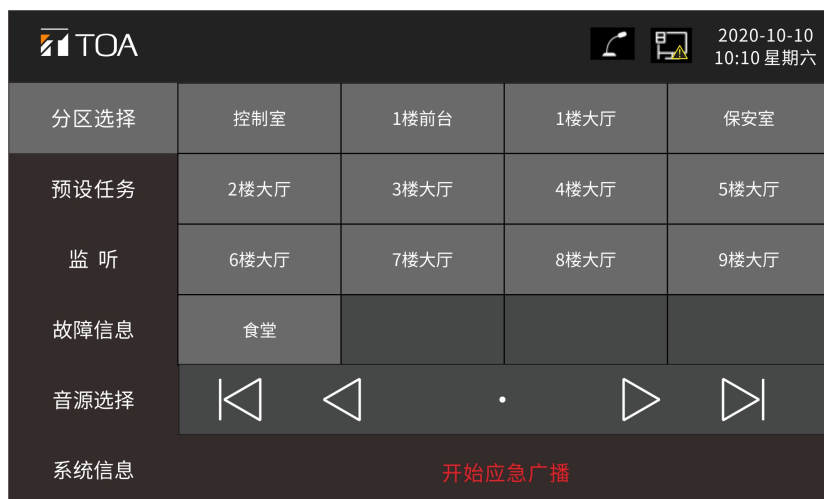 TOA
2020-10-10
10:10 星期六
分区选择
控制室
1楼前台
1楼大厅
保安室
预设任务
2楼大厅
3楼大厅
4楼大厅
5楼大厅
监 听
6楼大厅
7楼大厅
8楼大厅
9楼大厅
故障信息
食堂
音源选择
系统信息
开始应急广播